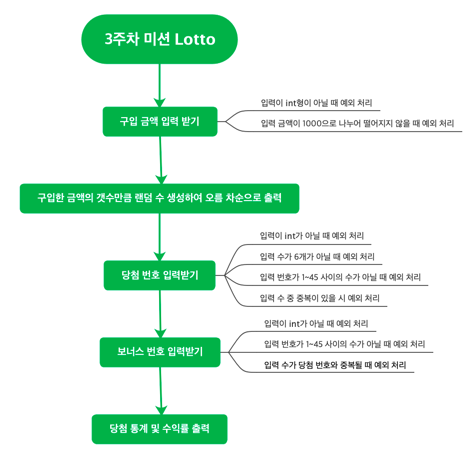 3주차 미션 Lotto
구입 금액 입력 받기
입력이 int형이 아닐 때 예외 처리
입력 금액이 1000으로 나누어 떨어지지 않을 때 예외 처리
구입한 금액의 갯수만큼 랜덤 수 생성하여 오름 차순으로 출력
당첨 번호 입력받기
입력이 int가 아닐 때 예외 처리
입력 수가 6개가 아닐 때 예외 처리
입력 번호가 1~45 사이의 수가 아닐 때 예외 처리
입력 수 중 중복이 있을 시 예외 처리
보너스 번호 입력받기
입력이 int가 아닐 때 예외 처리
입력 번호가 1~45 사이의 수가 아닐 때 예외 처리
입력 수가 당첨 번호와 중복될 때 예외 처리
당첨 통계 및 수익률 출력